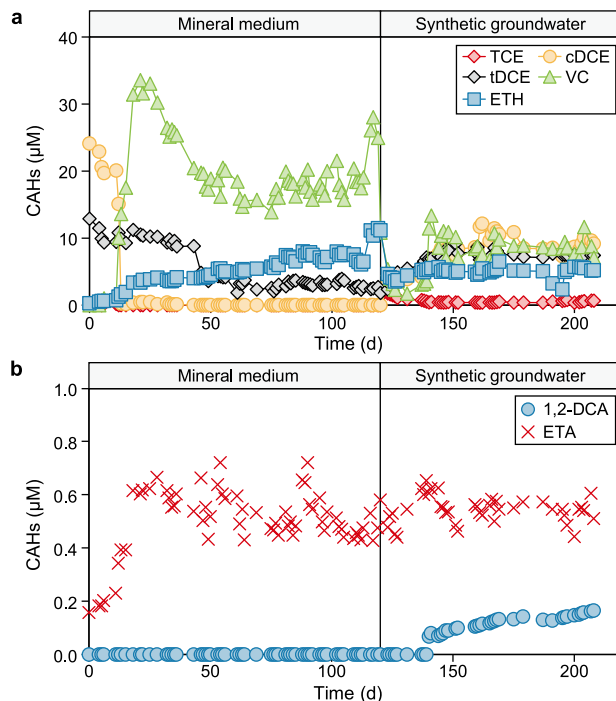 a
Mineral medium Synthetic groundwater
40
30
20
10
0
CAHs (μM)
TCE cDCE
tDCE VC
ETH
0 50 100 150 200
Time (d)
b
Mineral medium Synthetic groundwater
1.0
0.8
0.6
0.4
0.2
0.0
CAHs (μM)
1,2-DCA
ETA
0 50 100 150 200
Time (d)